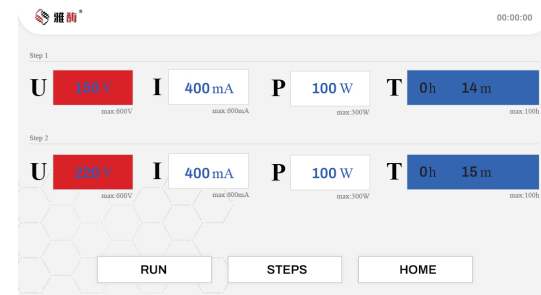 雅酶®
00:00:00
Step 1
U 150 V I 400 mA P 100 W T 0h 14 m
max:600V max:600mA max:300W max:100h
Step 2
U 220 V I 400 mA P 100 W T 0h 15 m
max:600V max:600mA max:300W max:100h
RUN STEPS HOME